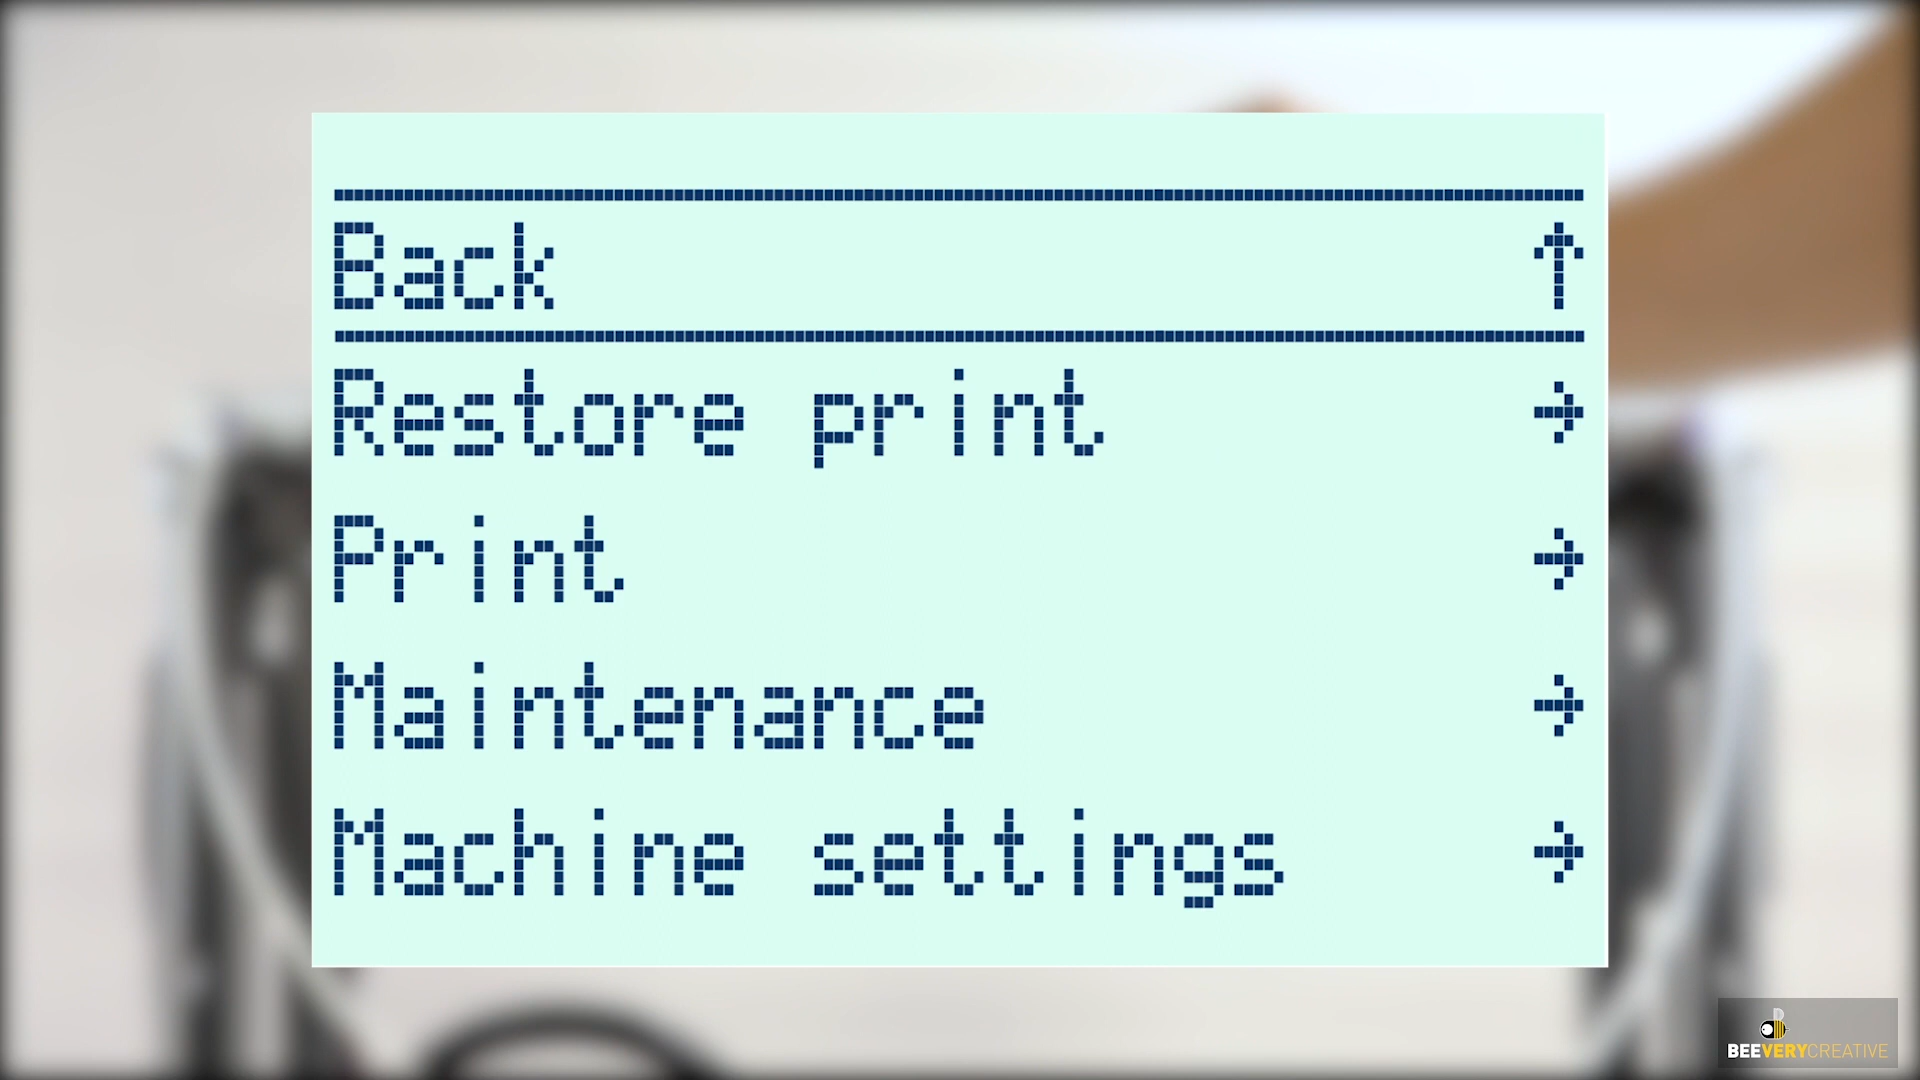 Back ↑
Restore print →
Print →
Maintenance →
Machine settings →
BEEVERYCREATIVE